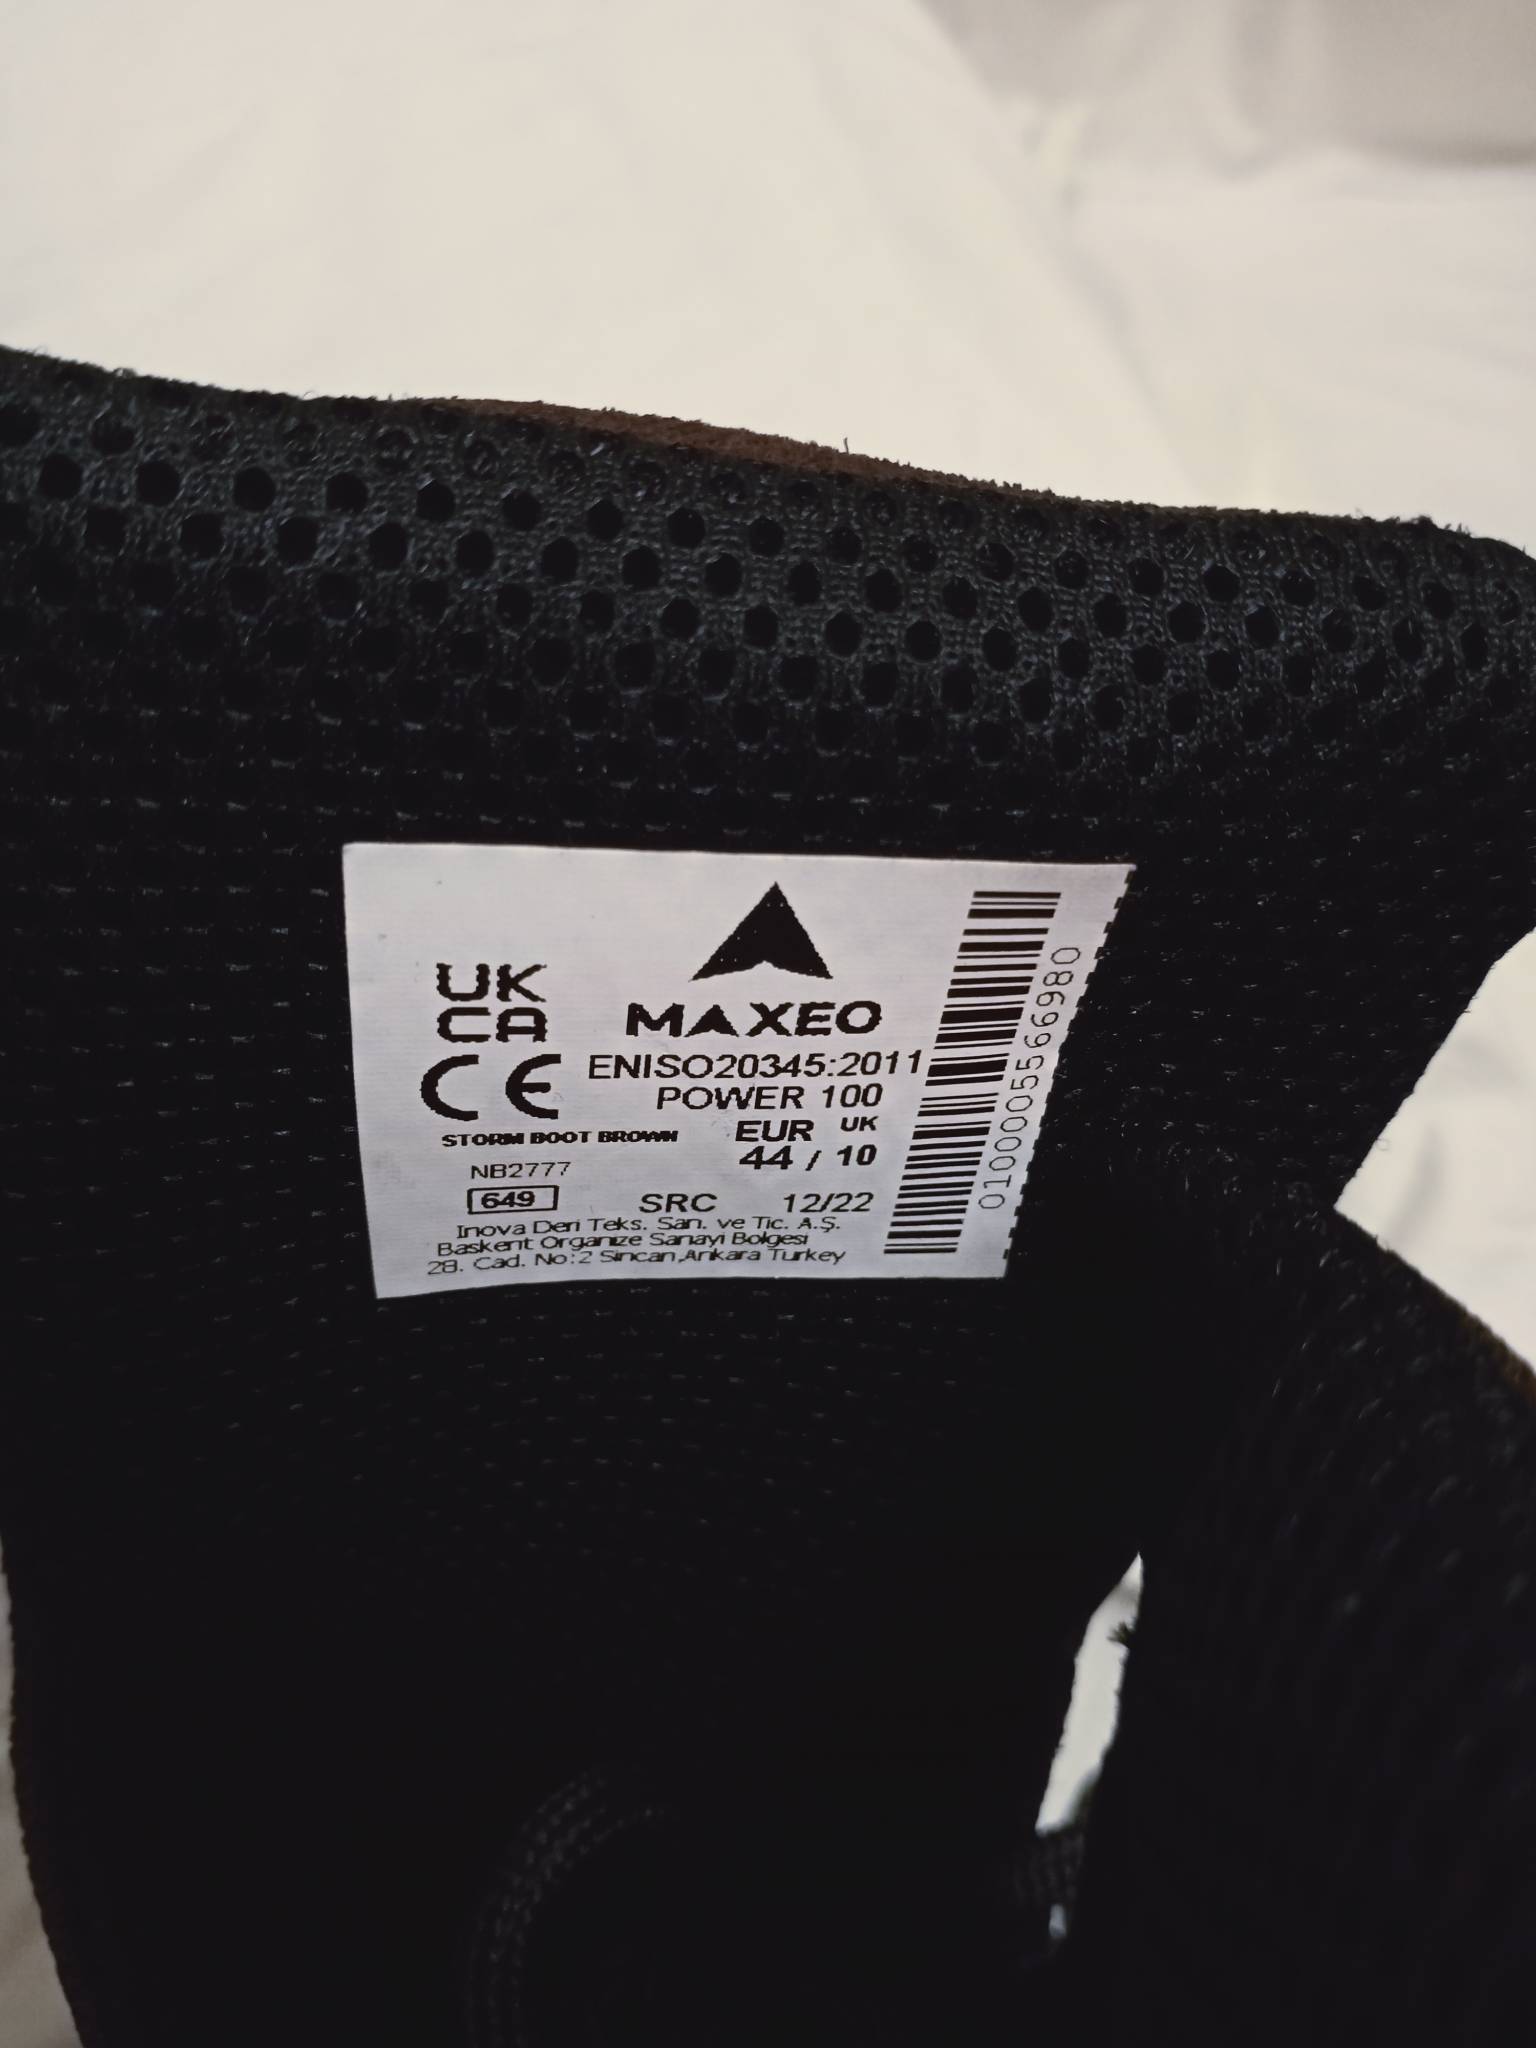 UK
CA
CE
MAXEO
ENISO20345:2011
POWER 100
STORM BOOT BROWN
EUR UK
44 / 10
NB2777
649
SRC 12/22
Inova Deri Teks. San. ve Tic. A.Ş.
Baskent Organize Sanayi Bolgesi
28. Cad. No:2 Sincan,Ankara Turkey
0100005566980